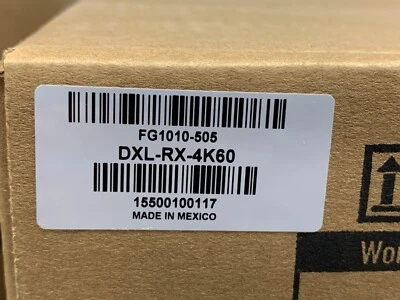 FG1010-505
DXL-RX-4K60
15500100117
MADE IN MEXICO